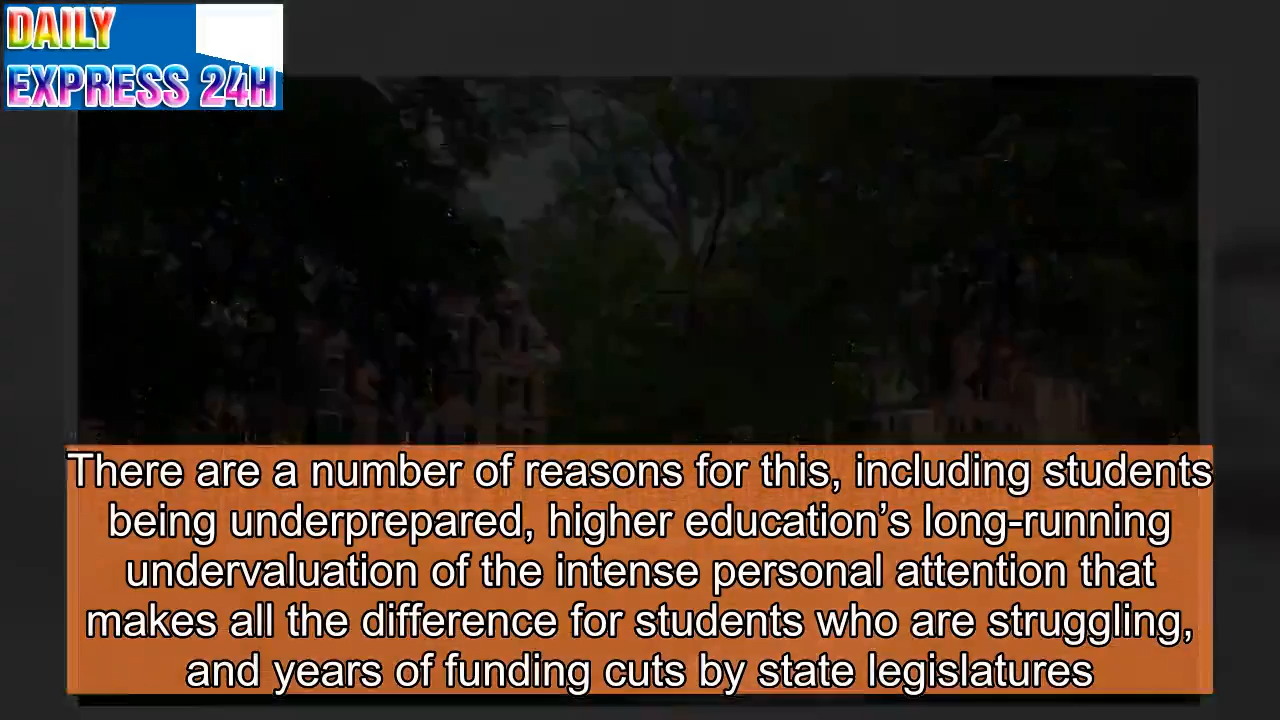 DAILY
EXPRESS 24H
There are a number of reasons for this, including students
being underprepared, higher education’s long-running
undervaluation of the intense personal attention that
makes all the difference for students who are struggling,
and years of funding cuts by state legislatures